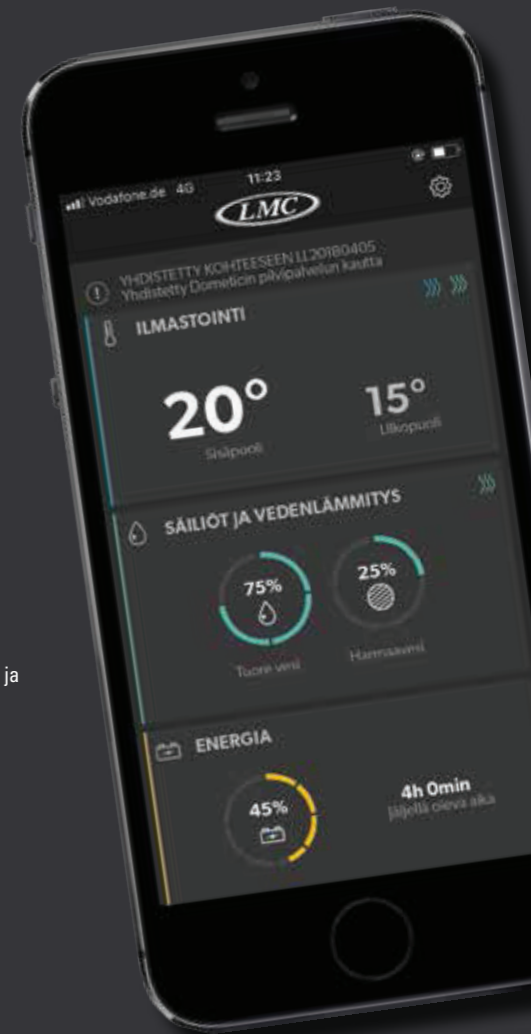 Vodafone.de 4G 11:23
LMC
YHDISTETTY KOHTEESEEN LL20180405
Yhdistetty Dometicin pilvipalvelun kautta
ILMASTOINTI
20° 15°
Sisäpuoli Ulkopuoli
SÄILIÖT JA VEDENLÄMMITYS
75% 25%
Tuore vesi Harmaavesi
ja
ENERGIA
45% 4h 0min
Jäljellä oleva aika